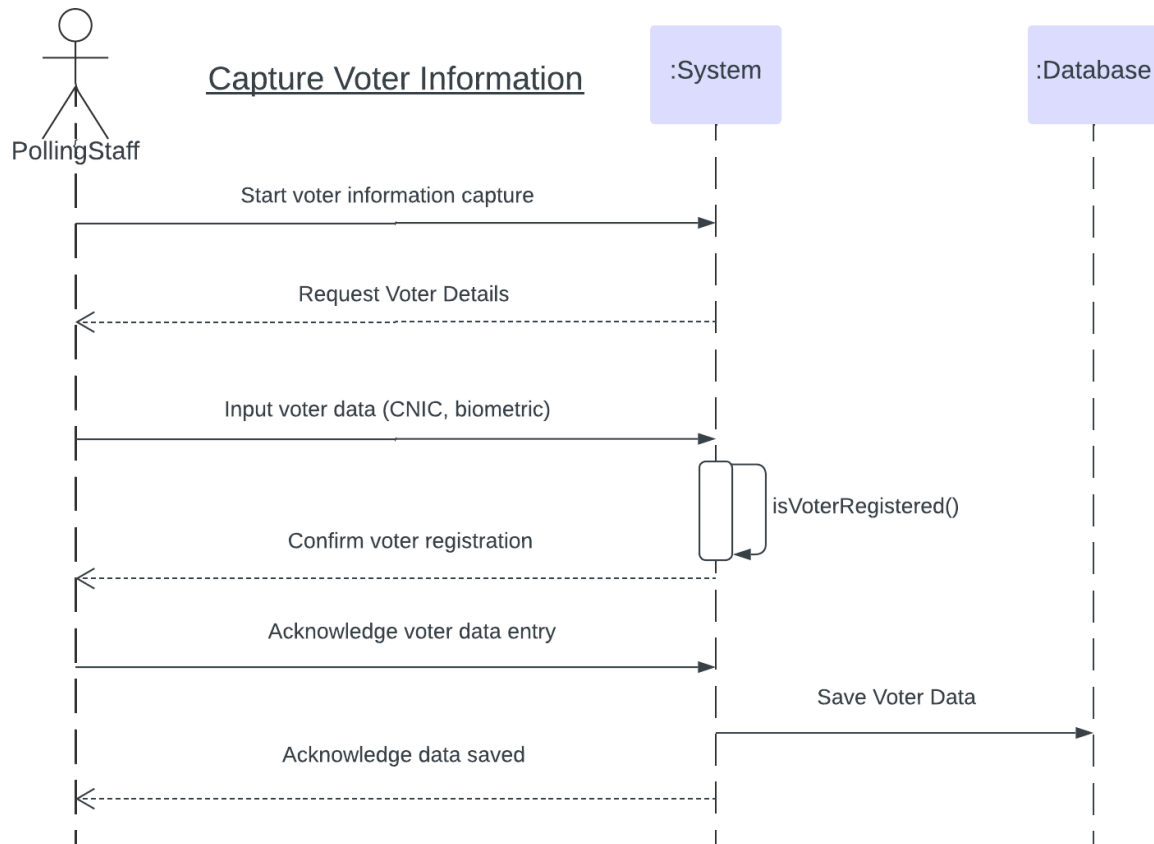 Capture Voter Information
:System
:Database
PollingStaff
Start voter information capture
Request Voter Details
Input voter data (CNIC, biometric)
isVoterRegistered()
Confirm voter registration
Acknowledge voter data entry
Save Voter Data
Acknowledge data saved